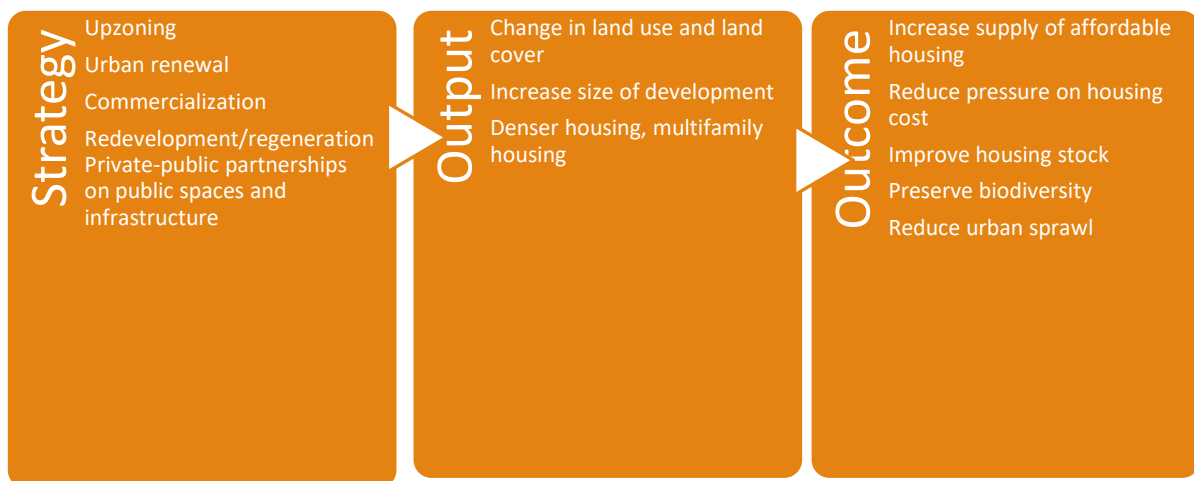 Strategy
Upzoning
Urban renewal
Commercialization
Redevelopment/regeneration
Private-public partnerships
on public spaces and
infrastructure
Output
Change in land use and land
cover
Increase size of development
Denser housing, multifamily
housing
Outcome
Increase supply of affordable
housing
Reduce pressure on housing
cost
Improve housing stock
Preserve biodiversity
Reduce urban sprawl